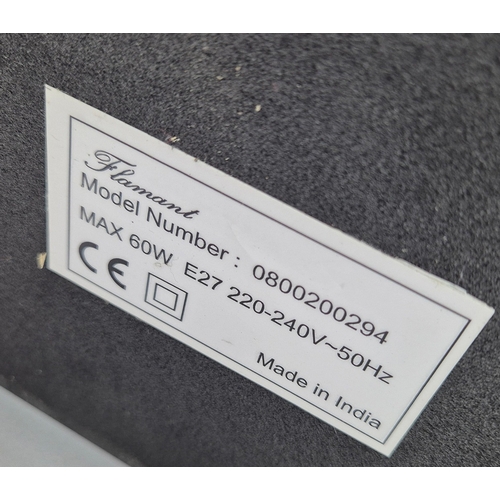 Flamant
Model Number : 0800200294
MAX 60W E27 220-240V~50Hz
CE
Made in India